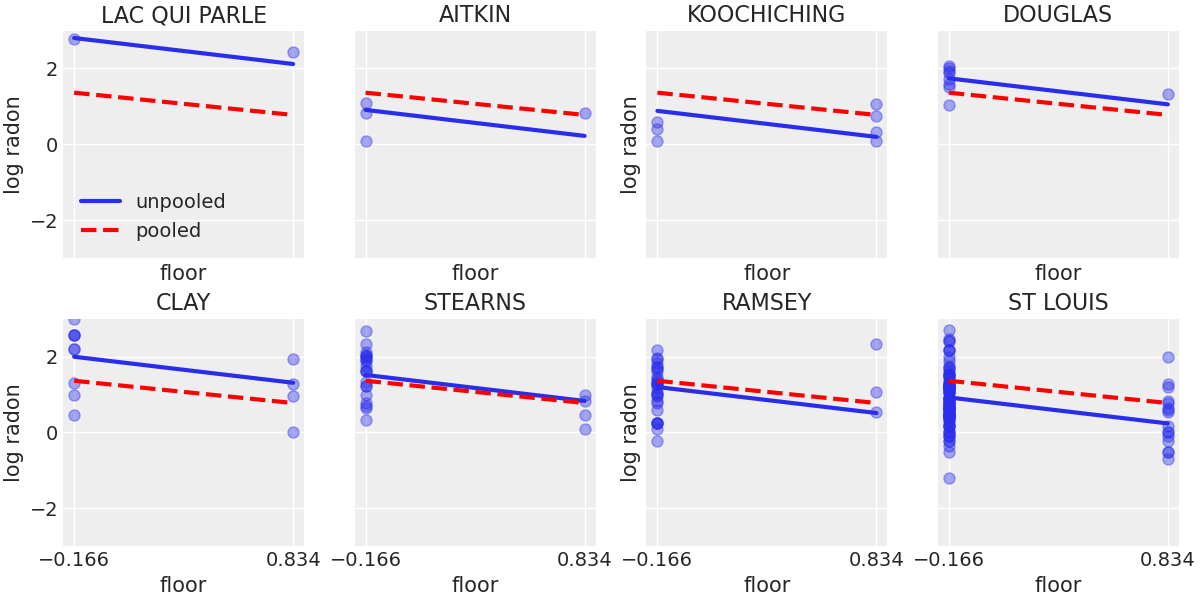 LAC QUI PARLE
AITKIN
KOOCHICHING
DOUGLAS
log radon
2
0
−2
unpooled
pooled
log radon
floor
floor
floor
floor
CLAY
STEARNS
RAMSEY
ST LOUIS
log radon
2
0
−2
log radon
−0.166 0.834
−0.166 0.834
−0.166 0.834
−0.166 0.834
floor
floor
floor
floor